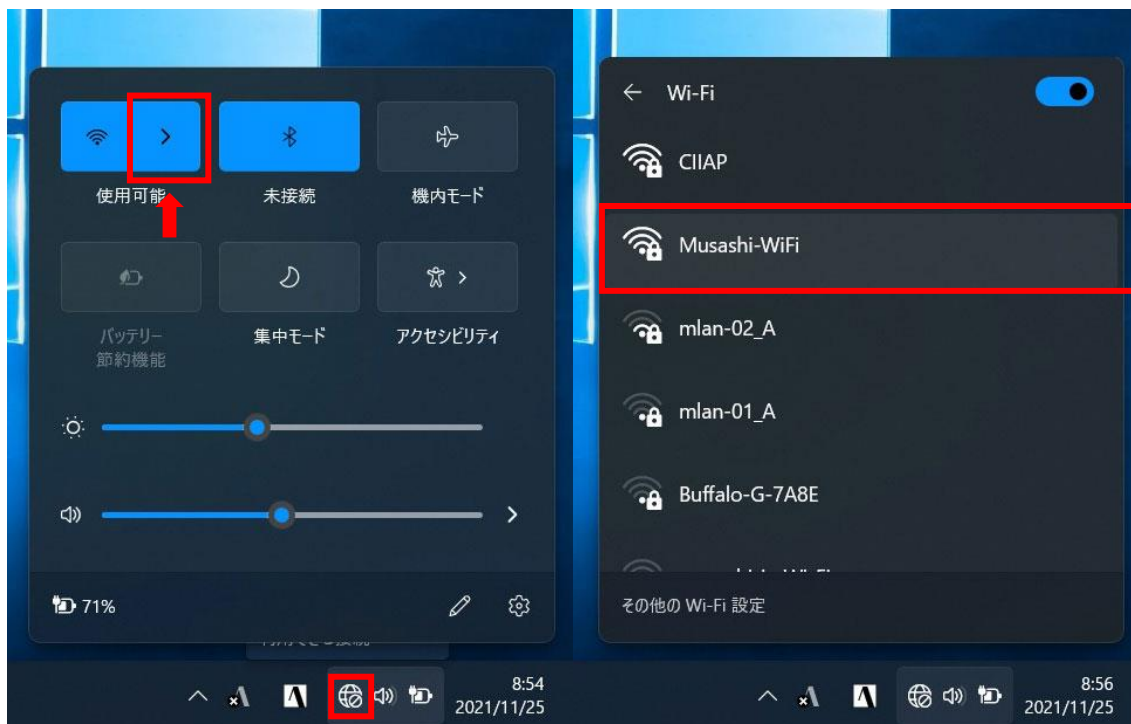 使用可能
未接続
機内モード
バッテリー
節約機能
集中モード
アクセシビリティ
71%
8:54
2021/11/25
Wi-Fi
CIIAP
Musashi-WiFi
mlan-02_A
mlan-01_A
Buffalo-G-7A8E
その他の Wi-Fi 設定
8:56
2021/11/25